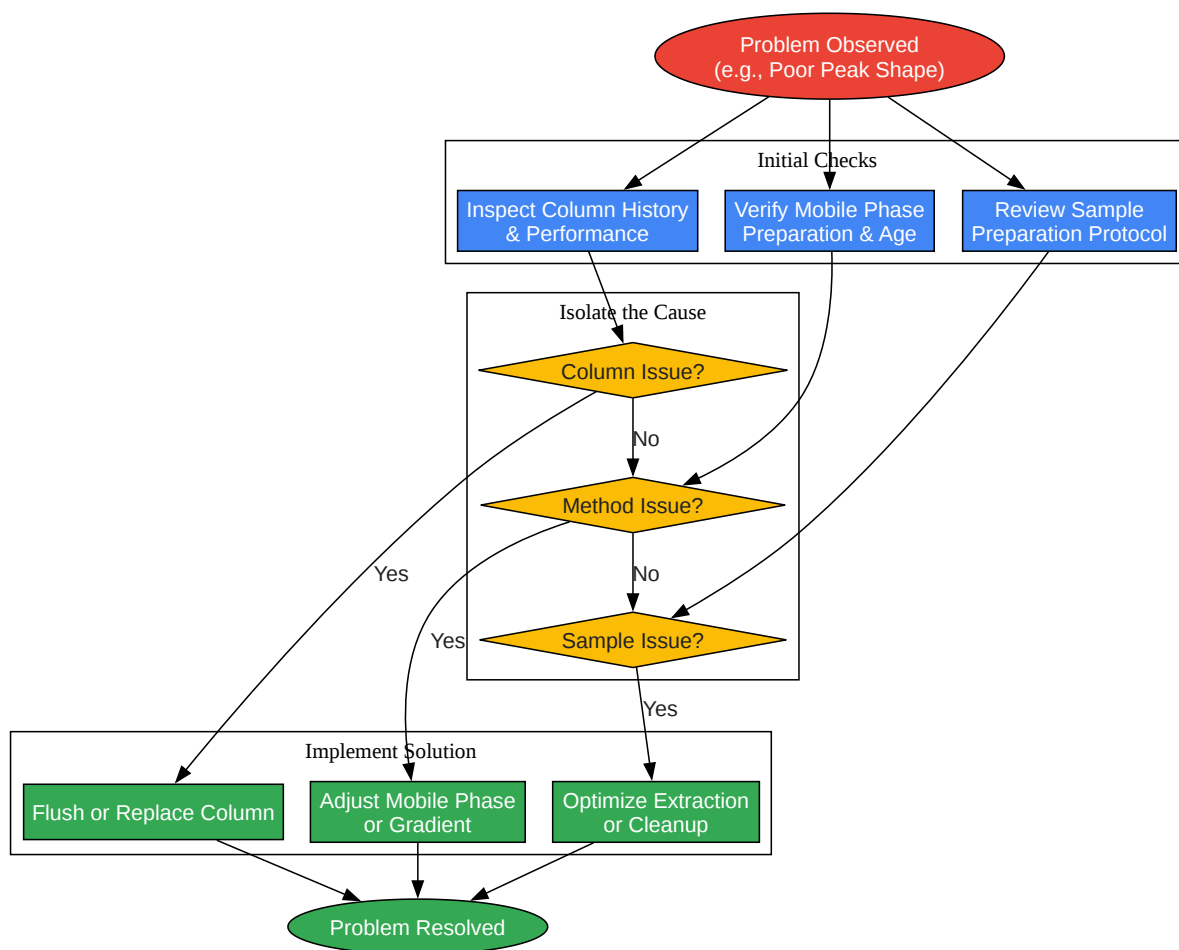 Problem Observed
(e.g., Poor Peak Shape)
Initial Checks
Inspect Column History
& Performance
Verify Mobile Phase
Preparation & Age
Review Sample
Preparation Protocol
Isolate the Cause
Column Issue?
No
Method Issue?
Yes
No
Yes
Sample Issue?
Yes
Implement Solution
Flush or Replace Column
Adjust Mobile Phase
or Gradient
Optimize Extraction
or Cleanup
Problem Resolved